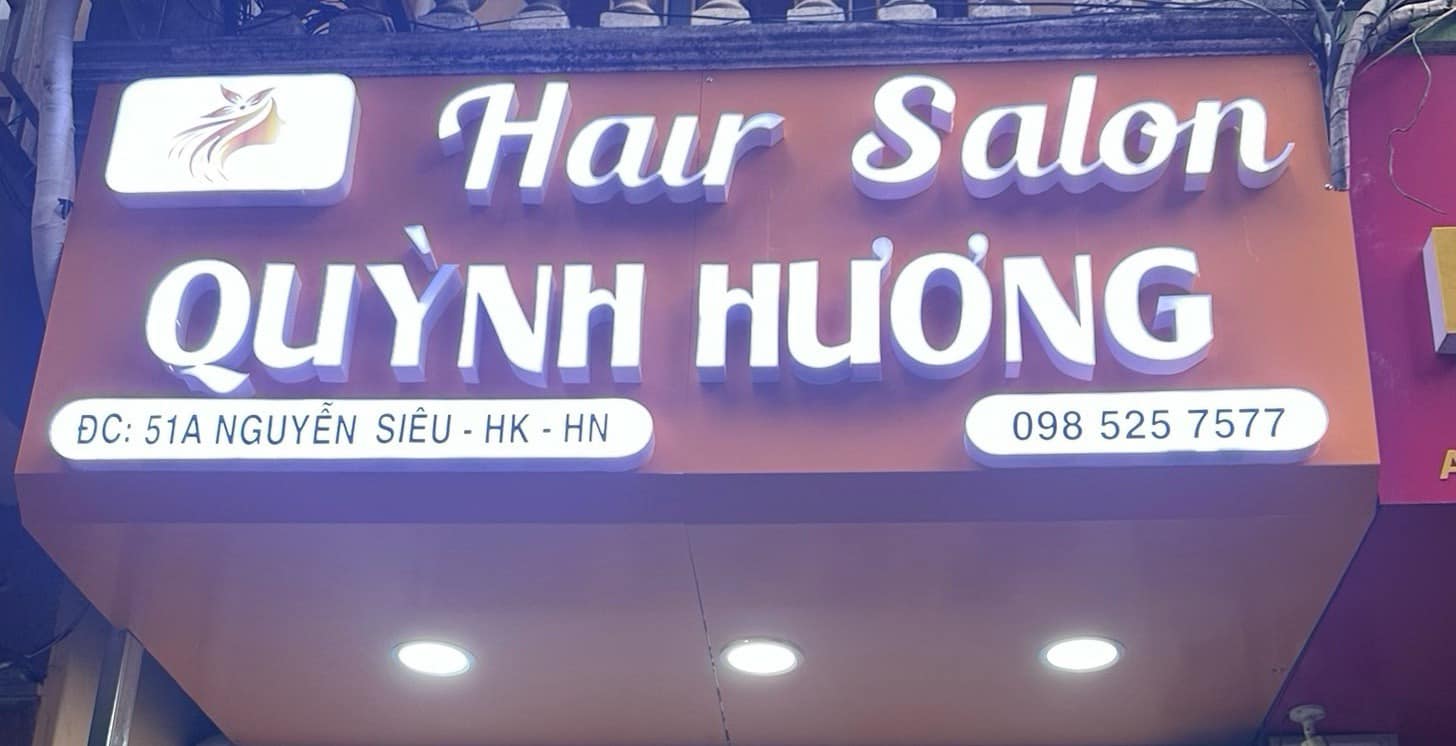 Hair Salon
QUỲNH HƯƠNG
ĐC: 51A NGUYỄN SIÊU - HK - HN
098 525 7577